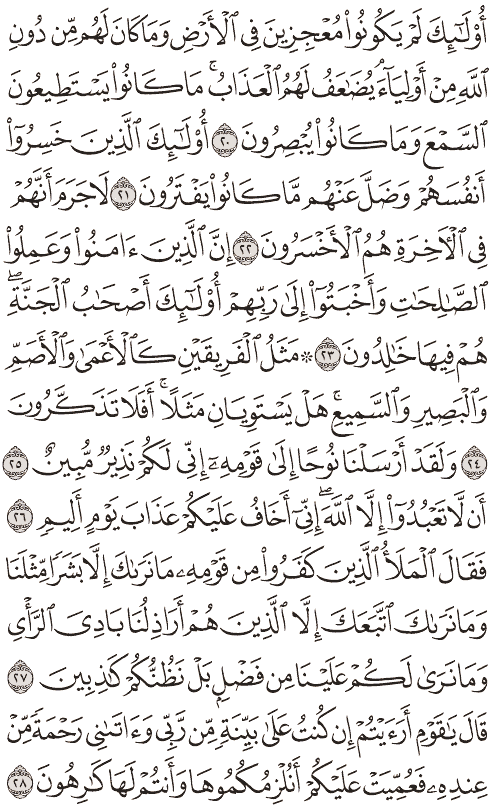 أُو۟لَـٰٓئِكَ لَمْ يَكُونُوا۟ مُعْجِزِينَ فِى ٱلْأَرْضِ وَمَا كَانَ لَهُم مِّن دُونِ
ٱللَّهِ مِنْ أَوْلِيَآءَ ۘ يُضَـٰعَفُ لَهُمُ ٱلْعَذَابُ ۚ مَا كَانُوا۟ يَسْتَطِيعُونَ
ٱلسَّمْعَ وَمَا كَانُوا۟ يُبْصِرُونَ ٢٠ أُو۟لَـٰٓئِكَ ٱلَّذِينَ خَسِرُوٓا۟
أَنفُسَهُمْ وَضَلَّ عَنْهُم مَّا كَانُوا۟ يَفْتَرُونَ ٢١ لَا جَرَمَ أَنَّهُمْ
فِى ٱلْـَٔاخِرَةِ هُمُ ٱلْأَخْسَرُونَ ٢٢ إِنَّ ٱلَّذِينَ ءَامَنُوا۟ وَعَمِلُوا۟
ٱلصَّـٰلِحَـٰتِ وَأَخْبَتُوٓا۟ إِلَىٰ رَبِّهِمْ أُو۟لَـٰٓئِكَ أَصْحَـٰبُ ٱلْجَنَّةِ ۖ
هُمْ فِيهَا خَـٰلِدُونَ ٢٣ ۞ مَثَلُ ٱلْفَرِيقَيْنِ كَٱلْأَعْمَىٰ وَٱلْأَصَمِّ
وَٱلْبَصِيرِ وَٱلسَّمِيعِ ۚ هَلْ يَسْتَوِيَانِ مَثَلًا ۚ أَفَلَا تَذَكَّرُونَ
٢٤ وَلَقَدْ أَرْسَلْنَا نُوحًا إِلَىٰ قَوْمِهِۦٓ إِنِّى لَكُمْ نَذِيرٌ مُّبِينٌ ٢٥
أَن لَّا تَعْبُدُوٓا۟ إِلَّا ٱللَّهَ ۖ إِنِّىٓ أَخَافُ عَلَيْكُمْ عَذَابَ يَوْمٍ أَلِيمٍ ٢٦
فَقَالَ ٱلْمَلَأُ ٱلَّذِينَ كَفَرُوا۟ مِن قَوْمِهِۦ مَا نَرَىٰكَ إِلَّا بَشَرًا مِّثْلَنَا
وَمَا نَرَىٰكَ ٱتَّبَعَكَ إِلَّا ٱلَّذِينَ هُمْ أَرَاذِلُنَا بَادِىَ ٱلرَّأْىِ
وَمَا نَرَىٰ لَكُمْ عَلَيْنَا مِن فَضْلٍۭ بَلْ نَظُنُّكُمْ كَـٰذِبِينَ ٢٧
قَالَ يَـٰقَوْمِ أَرَءَيْتُمْ إِن كُنتُ عَلَىٰ بَيِّنَةٍ مِّن رَّبِّى وَءَاتَىٰنِى رَحْمَةً مِّنْ
عِندِهِۦ فَعُمِّيَتْ عَلَيْكُمْ أَنُلْزِمُكُمُوهَا وَأَنتُمْ لَهَا كَـٰرِهُونَ ٢٨